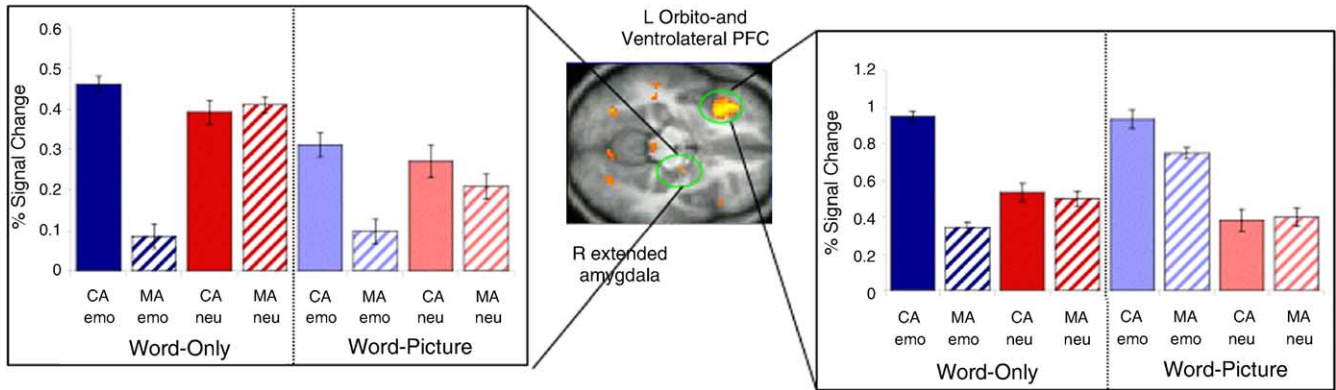 L Orbito-and
Ventrolateral PFC
R extended
amygdala
% Signal Change
0.6
0.5
0.4
0.3
0.2
0.1
0
CA MA CA MA CA MA CA MA
emo emo neu neu emo emo neu neu
Word-Only Word-Picture
% Signal Change
1.2
1
0.8
0.6
0.4
0.2
0
CA MA CA MA CA MA CA MA
emo emo neu neu emo emo neu neu
Word-Only Word-Picture